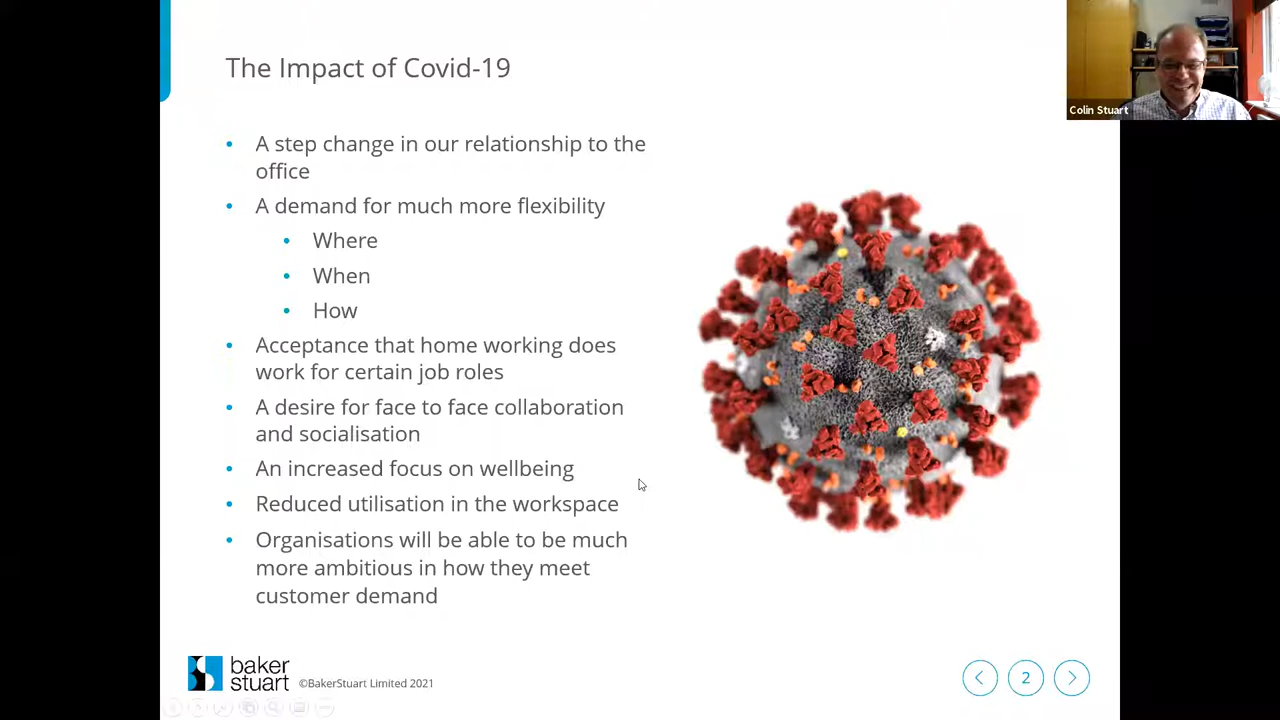 The Impact of Covid-19
Colin Stuart
• A step change in our relationship to the
office
• A demand for much more flexibility
• Where
• When
• How
• Acceptance that home working does
work for certain job roles
• A desire for face to face collaboration
and socialisation
• An increased focus on wellbeing
• Reduced utilisation in the workspace
• Organisations will be able to be much
more ambitious in how they meet
customer demand
baker
stuart
©BakerStuart Limited 2021
2